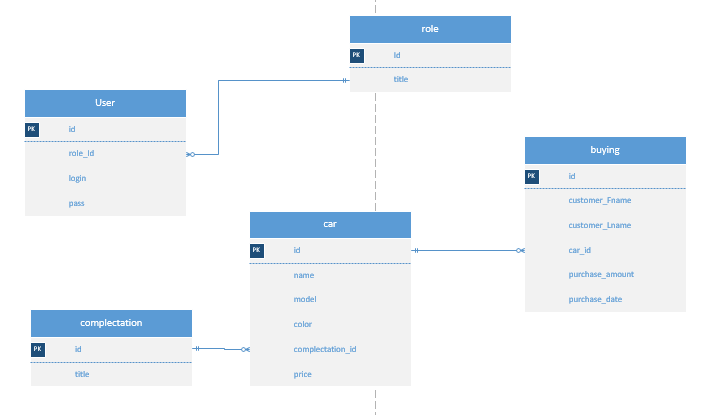 role
PK id
title
User
PK id
role_id
login
pass
buying
PK id
customer_Fname
customer_Lname
car_id
purchase_amount
purchase_date
car
PK id
name
model
color
complectation_id
price
complectation
PK id
title